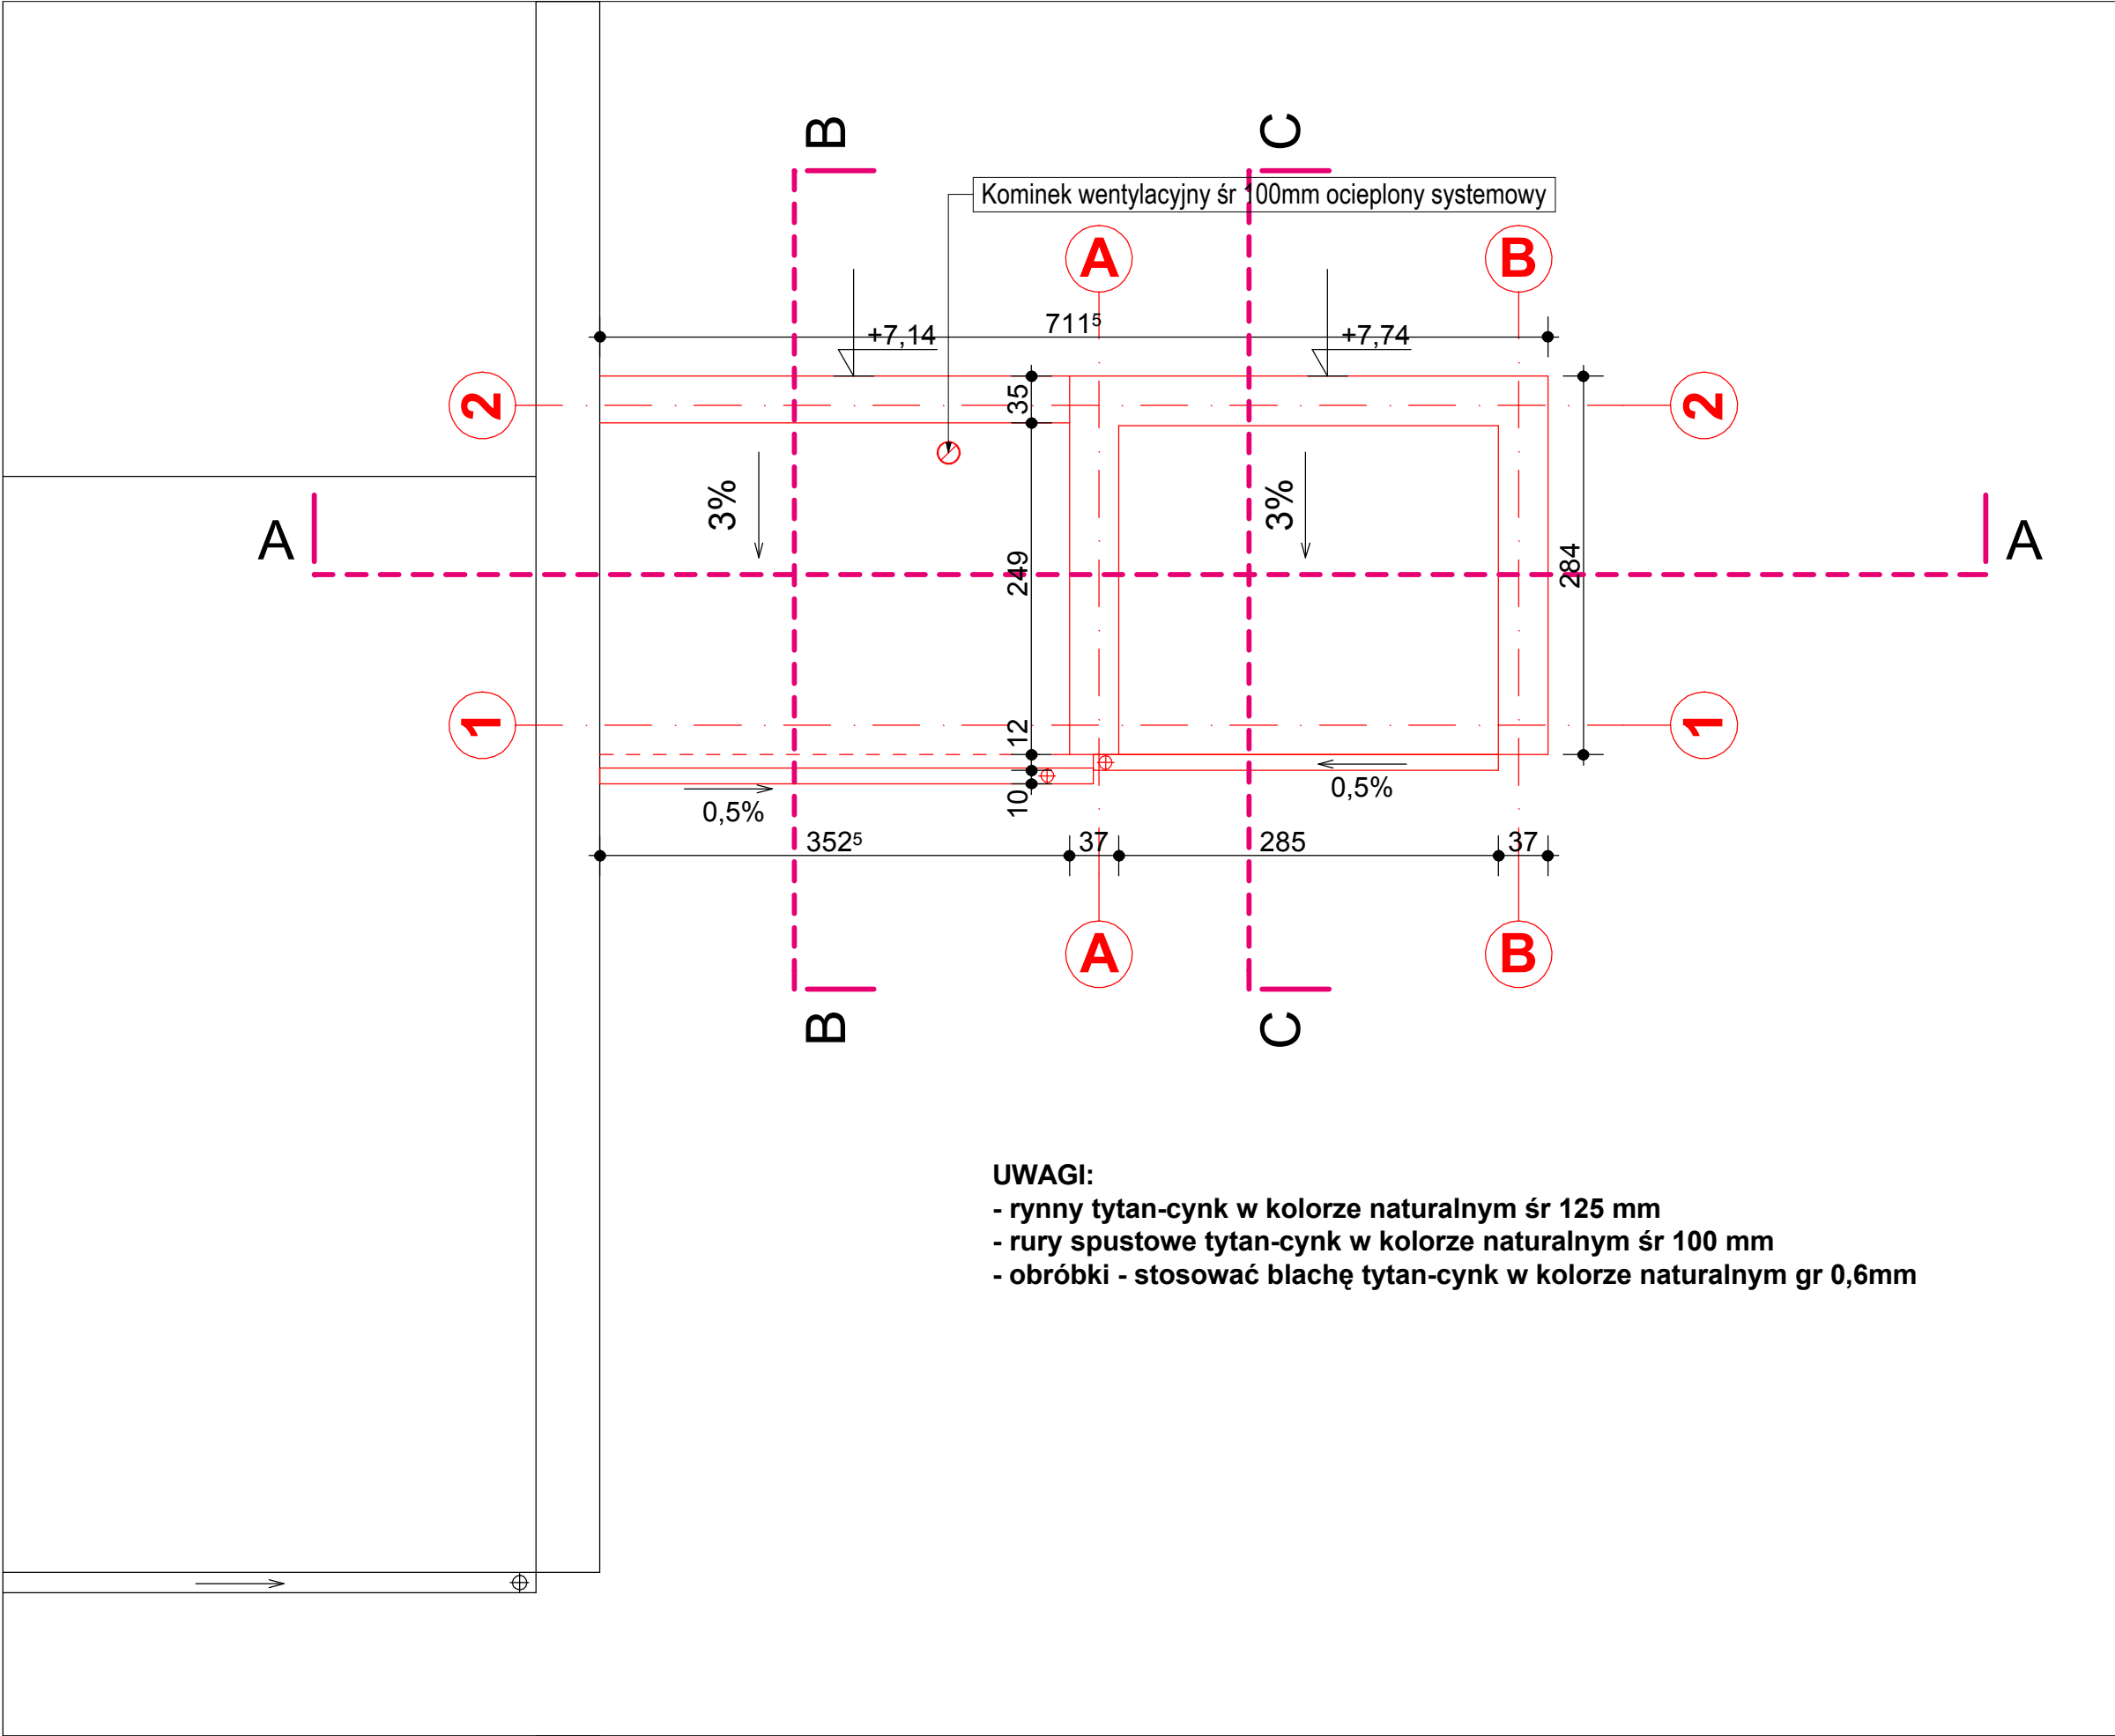 B
C
Kominek wentylacyjny śr 100mm ocieplony systemowy
A
B
+7,14
711⁵
+7,74
2
35
2
3%
3%
A
249
284
A
1
12
1
0,5%
10
0,5%
352⁵
37
285
37
A
B
B
C
UWAGI:
- rynny tytan-cynk w kolorze naturalnym śr 125 mm
- rury spustowe tytan-cynk w kolorze naturalnym śr 100 mm
- obróbki - stosować blachę tytan-cynk w kolorze naturalnym gr 0,6mm